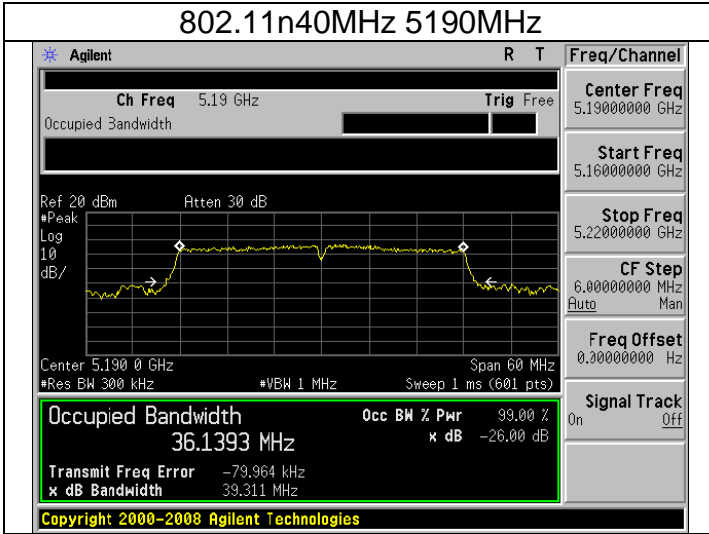 802.11n40MHz 5190MHz
Agilent R T Freq/Channel
Ch Freq 5.19 GHz Trig Free
Occupied Bandwidth
Center Freq
5.19000000 GHz
Start Freq
5.16000000 GHz
Stop Freq
5.22000000 GHz
CF Step
6.00000000 MHz
Auto Man
Freq Offset
0.00000000 Hz
Signal Track
On Off
Ref 20 dBm Atten 30 dB
#Peak
Log
10
dB/
Center 5.190 0 GHz Span 60 MHz
#Res BW 300 kHz #VBW 1 MHz Sweep 1 ms (601 pts)
Occupied Bandwidth Occ BW % Pwr 99.00 %
36.1393 MHz x dB -26.00 dB
Transmit Freq Error -79.964 kHz
x dB Bandwidth 39.311 MHz
Copyright 2000-2008 Agilent Technologies